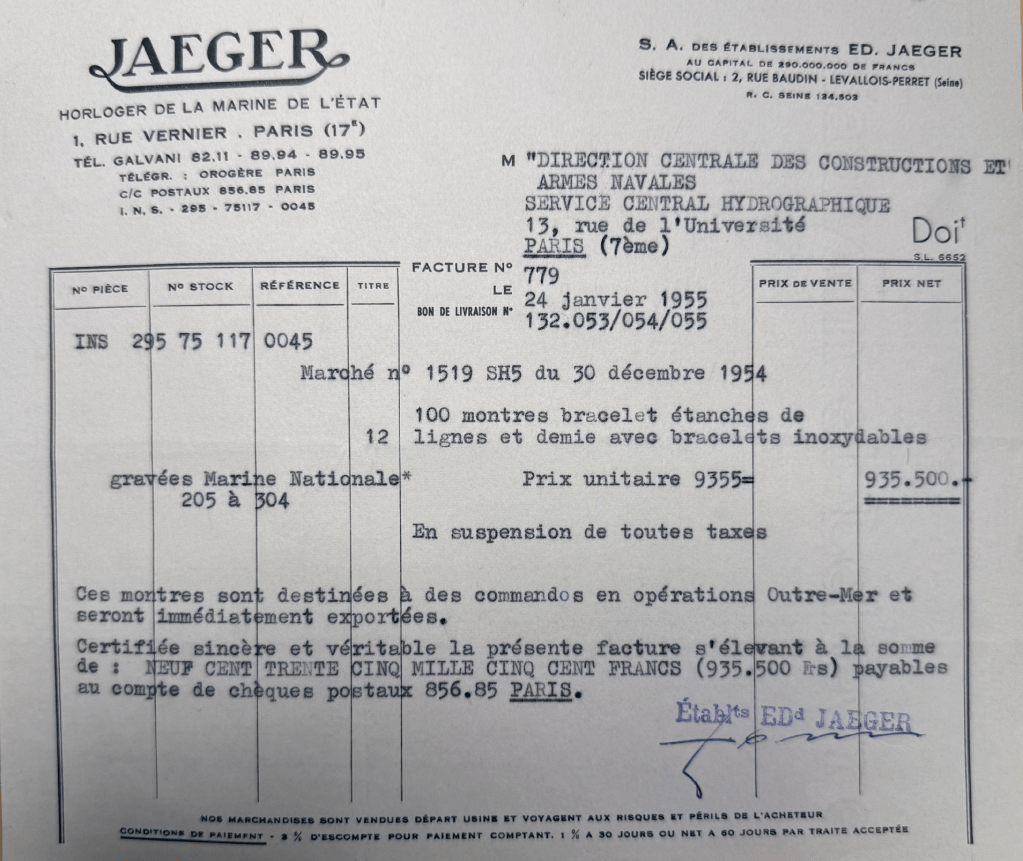 JAEGER
HORLOGER DE LA MARINE DE L'ÉTAT
1, RUE VERNIER . PARIS (17E)
TÉL. GALVANI 82.11 - 89.94 - 89.95
TÉLÉGR. : OROGÈRE PARIS
C/C POSTAUX 856.85 PARIS
I. N. S. - 295 - 75117 - 0045
S. A. DES ÉTABLISSEMENTS ED. JAEGER
AU CAPITAL DE 290.000.000 DE FRANCS
SIÈGE SOCIAL : 2, RUE BAUDIN - LEVALLOIS-PERRET (Seine)
R. C. SEINE 134.503
M "DIRECTION CENTRALE DES CONSTRUCTIONS ET
ARMES NAVALES
SERVICE CENTRAL HYDROGRAPHIQUE
13, rue de l'Université
PARIS (7ème)
Doit
S.L. 6652
FACTURE No 779
LE 24 janvier 1955
BON DE LIVRAISON No 132.053/054/055
No PIÈCE No STOCK RÉFÉRENCE TITRE PRIX DE VENTE PRIX NET
INS 295 75 117 0045
Marché no 1519 SH5 du 30 décembre 1954
100 montres bracelet étanches de
12 lignes et demie avec bracelets inoxydables
gravées Marine Nationale* Prix unitaire 9355= 935.500.-
205 à 304
En suspension de toutes taxes
Ces montres sont destinées à des commandos en opérations Outre-Mer et
seront immédiatement exportées.
Certifiée sincère et véritable la présente facture s'élevant à la somme
de : NEUF CENT TRENTE CINQ MILLE CINQ CENT FRANCS (935.500 Frs) payables
au compte de chèques postaux 856.85 PARIS.
Établts EDd JAEGER
NOS MARCHANDISES SONT VENDUES DÉPART USINE ET VOYAGENT AUX RISQUES ET PÉRILS DE L'ACHETEUR
CONDITIONS DE PAIEMENT - 3 % D'ESCOMPTE POUR PAIEMENT COMPTANT. 1 % A 30 JOURS OU NET A 60 JOURS PAR TRAITE ACCEPTÉE